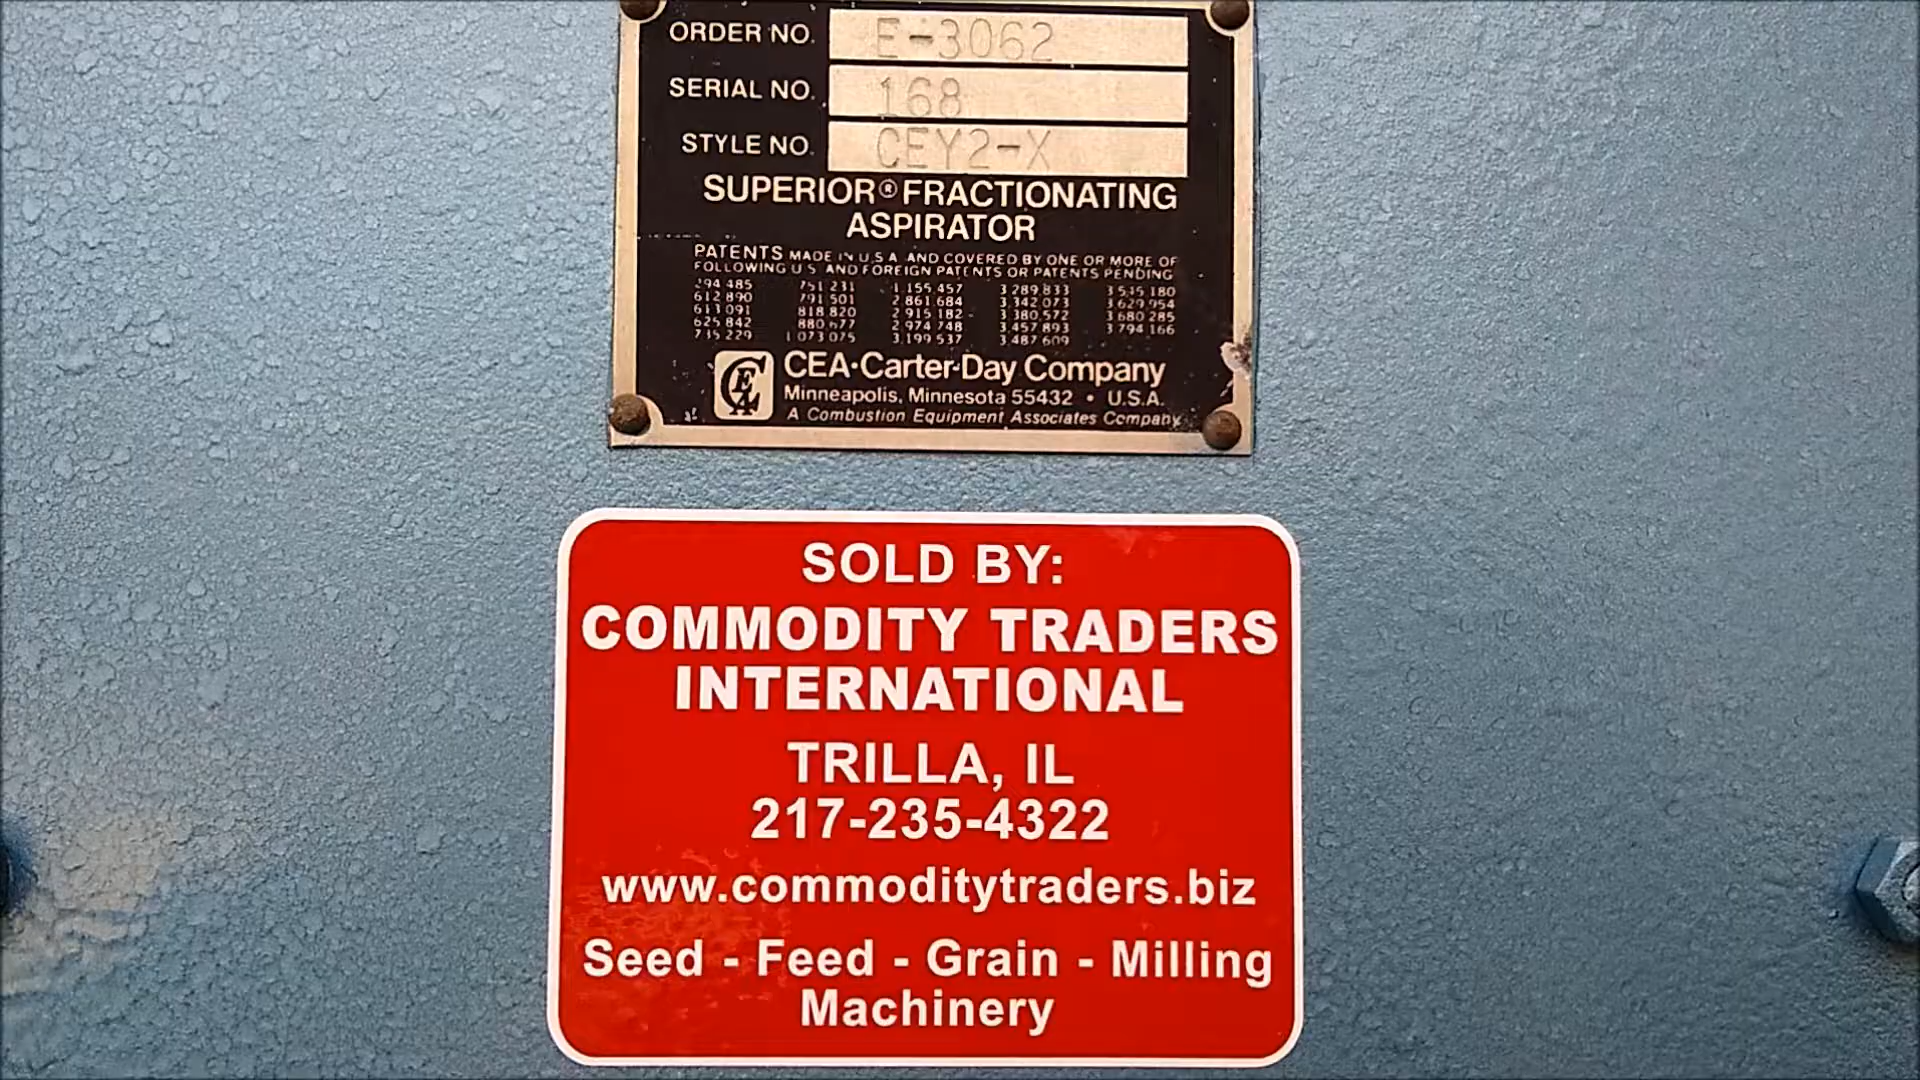 ORDER NO. E-3062
SERIAL NO. 168
STYLE NO. CEY2-X
SUPERIOR® FRACTIONATING
ASPIRATOR
PATENTS MADE IN U.S.A. AND COVERED BY ONE OR MORE OF
FOLLOWING U.S. AND FOREIGN PATENTS OR PATENTS PENDING
294 485 751 231 1.155.457 3.289.833 3 545 180
612 890 791 501 2 861 684 3.342.073 3 629 954
613 091 818 820 2 915 182 3.380.572 3 680 285
625 842 880 677 2 974 748 3.457 893 3 794 166
735 229 1 073 075 3.199 537 3.487 609
CEA
CEA·Carter-Day Company
Minneapolis, Minnesota 55432 • U.S.A.
A Combustion Equipment Associates Company
SOLD BY:
COMMODITY TRADERS
INTERNATIONAL
TRILLA, IL
217-235-4322
www.commoditytraders.biz
Seed - Feed - Grain - Milling
Machinery